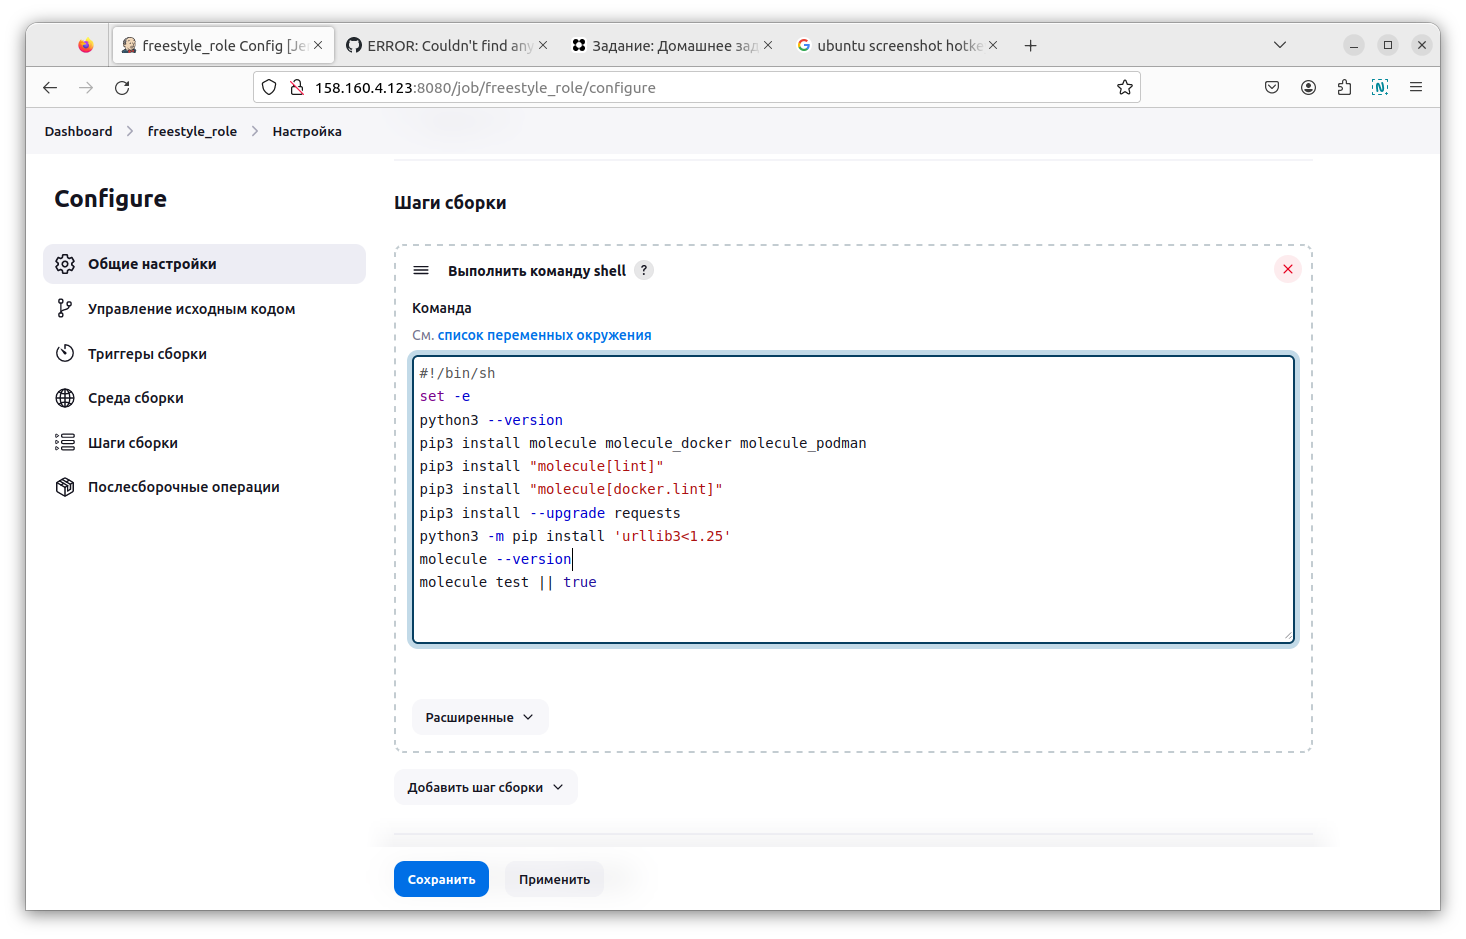 freestyle_role Config [Je
ERROR: Couldn't find any
Задание: Домашнее зад
ubuntu screenshot hotke
158.160.4.123:8080/job/freestyle_role/configure
Dashboard freestyle_role Настройка
Configure
Общие настройки
Управление исходным кодом
Триггеры сборки
Среда сборки
Шаги сборки
Послесборочные операции
Шаги сборки
Выполнить команду shell ?
Команда
См. список переменных окружения
#!/bin/sh
set -e
python3 --version
pip3 install molecule molecule_docker molecule_podman
pip3 install "molecule[lint]"
pip3 install "molecule[docker.lint]"
pip3 install --upgrade requests
python3 -m pip install 'urllib3<1.25'
molecule --version
molecule test || true
Расширенные
Добавить шаг сборки
Сохранить Применить